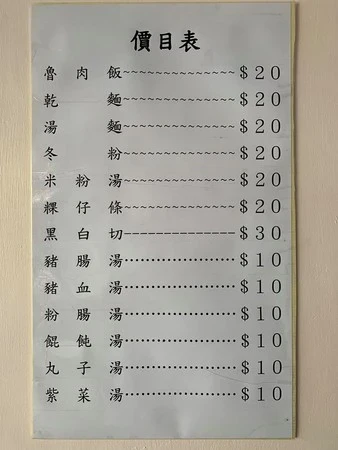 價目表
魯肉飯~~~~~~~~~~~~~~$20
乾麵~~~~~~~~~~~~~~$20
湯麵~~~~~~~~~~~~~~$20
冬粉~~~~~~~~~~~~~~$20
米粉湯~~~~~~~~~~~~~~$20
粿仔條~~~~~~~~~~~~~~$20
黑白切--------------$30
豬腸湯⋯⋯⋯⋯⋯⋯⋯$10
豬血湯⋯⋯⋯⋯⋯⋯⋯$10
粉腸湯⋯⋯⋯⋯⋯⋯⋯$10
餛飩湯⋯⋯⋯⋯⋯⋯⋯$10
丸子湯⋯⋯⋯⋯⋯⋯⋯$10
紫菜湯⋯⋯⋯⋯⋯⋯⋯$10